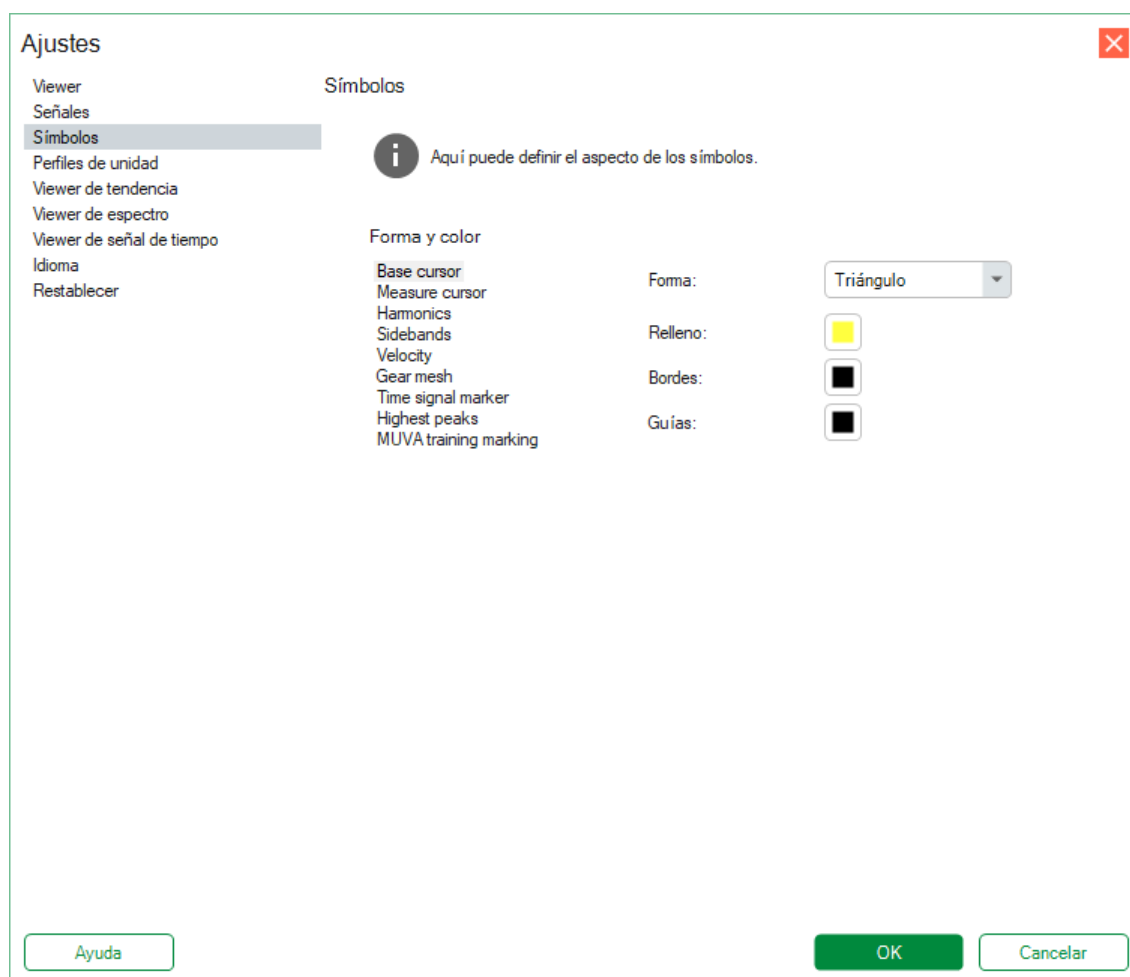 Ajustes
Viewer
Señales
Símbolos
Perfiles de unidad
Viewer de tendencia
Viewer de espectro
Viewer de señal de tiempo
Idioma
Restablecer
Símbolos
Aquí puede definir el aspecto de los símbolos.
Forma y color
Base cursor
Measure cursor
Harmonics
Sidebands
Velocity
Gear mesh
Time signal marker
Highest peaks
MUVA training marking
Forma:
Triángulo
Relleno:
Bordes:
Guías:
Ayuda
OK
Cancelar